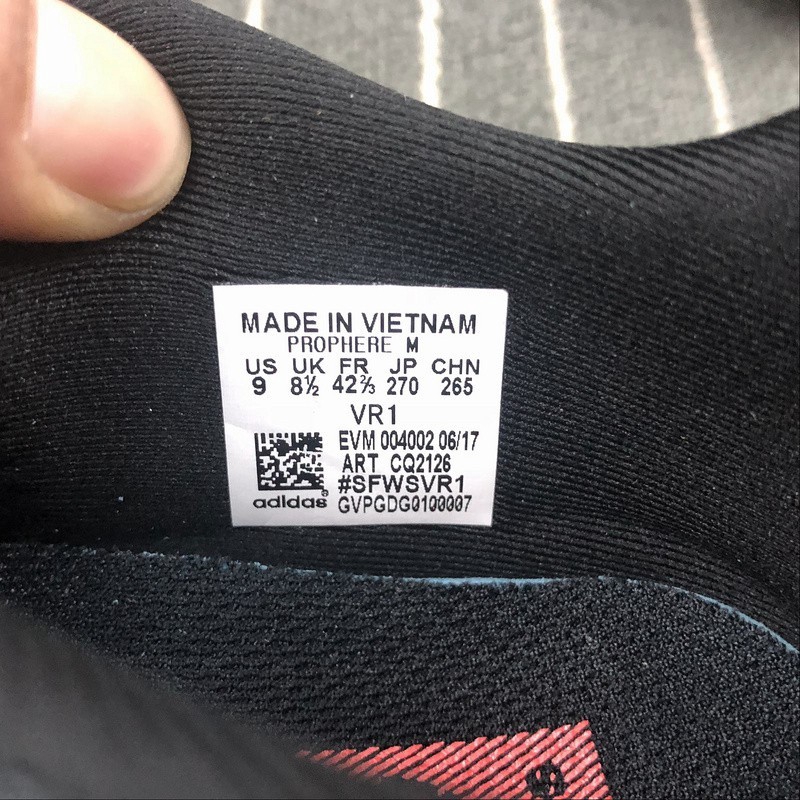 MADE IN VIETNAM
PROPHERE M
US UK FR JP CHN
9 8½ 42⅔ 270 265
VR1
EVM 004002 06/17
ART CQ2126
#SFWSVR1
adidas©
GVPGDG0100007